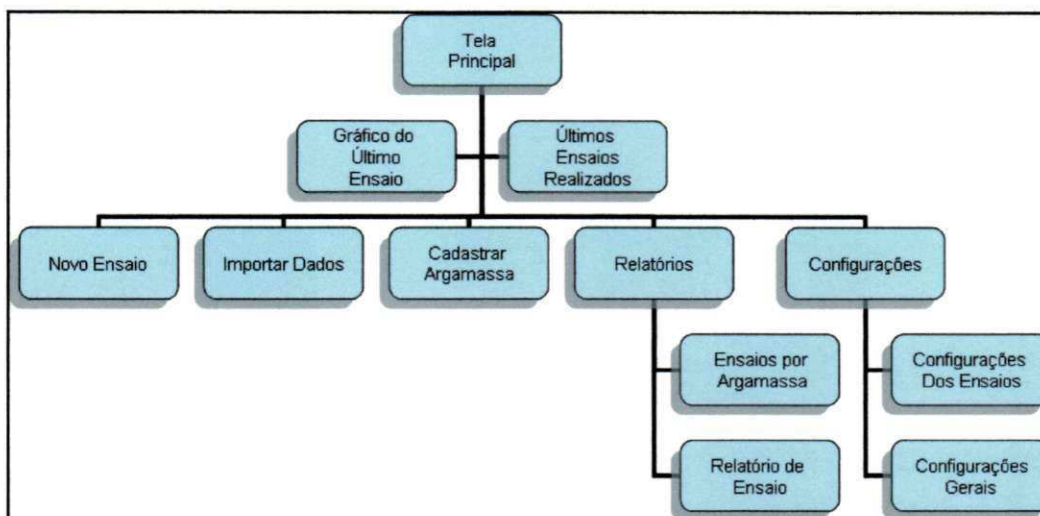 Tela
Principal
Gráfico do
Último
Ensaio
Últimos
Ensaios
Realizados
Novo Ensaio
Importar Dados
Cadastrar
Argamassa
Relatórios
Configurações
Ensaios por
Argamassa
Configurações
Dos Ensaios
Relatório de
Ensaio
Configurações
Gerais